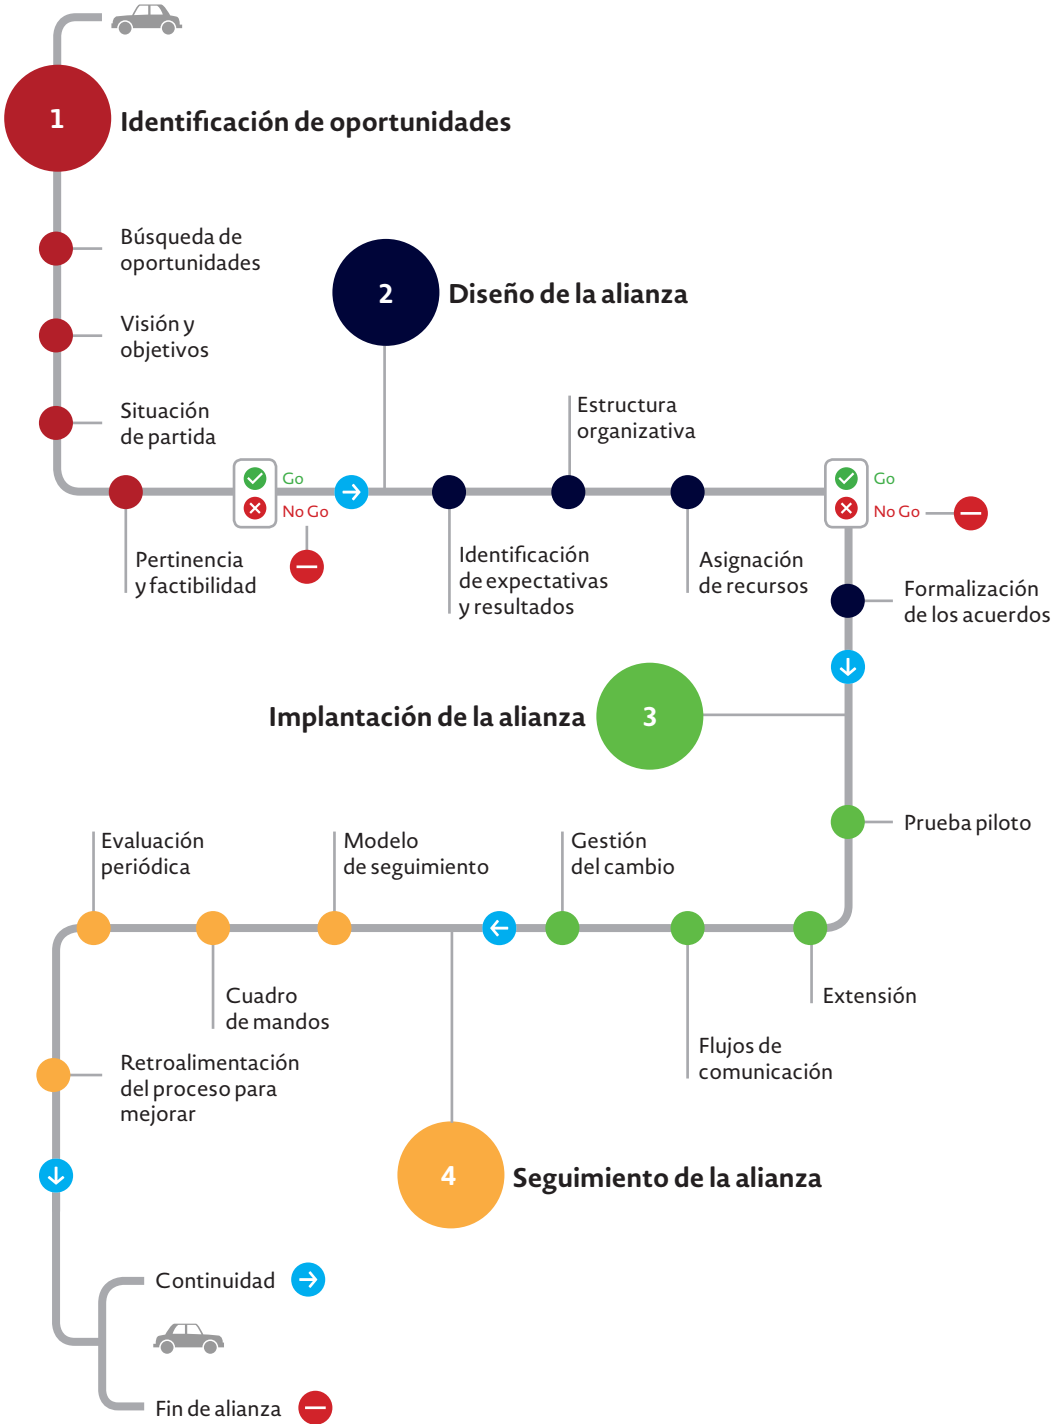 1
Identificación de oportunidades
Búsqueda de
oportunidades
Visión y
objetivos
Situación
de partida
Pertinencia
y factibilidad
Go
No Go
2
Diseño de la alianza
Identificación
de expectativas
y resultados
Estructura
organizativa
Asignación
de recursos
Go
No Go
Formalización
de los acuerdos
Implantación de la alianza
3
Prueba piloto
Extensión
Flujos de
comunicación
Gestión
del cambio
4
Seguimiento de la alianza
Modelo
de seguimiento
Cuadro
de mandos
Evaluación
periódica
Retroalimentación
del proceso para
mejorar
Continuidad
Fin de alianza